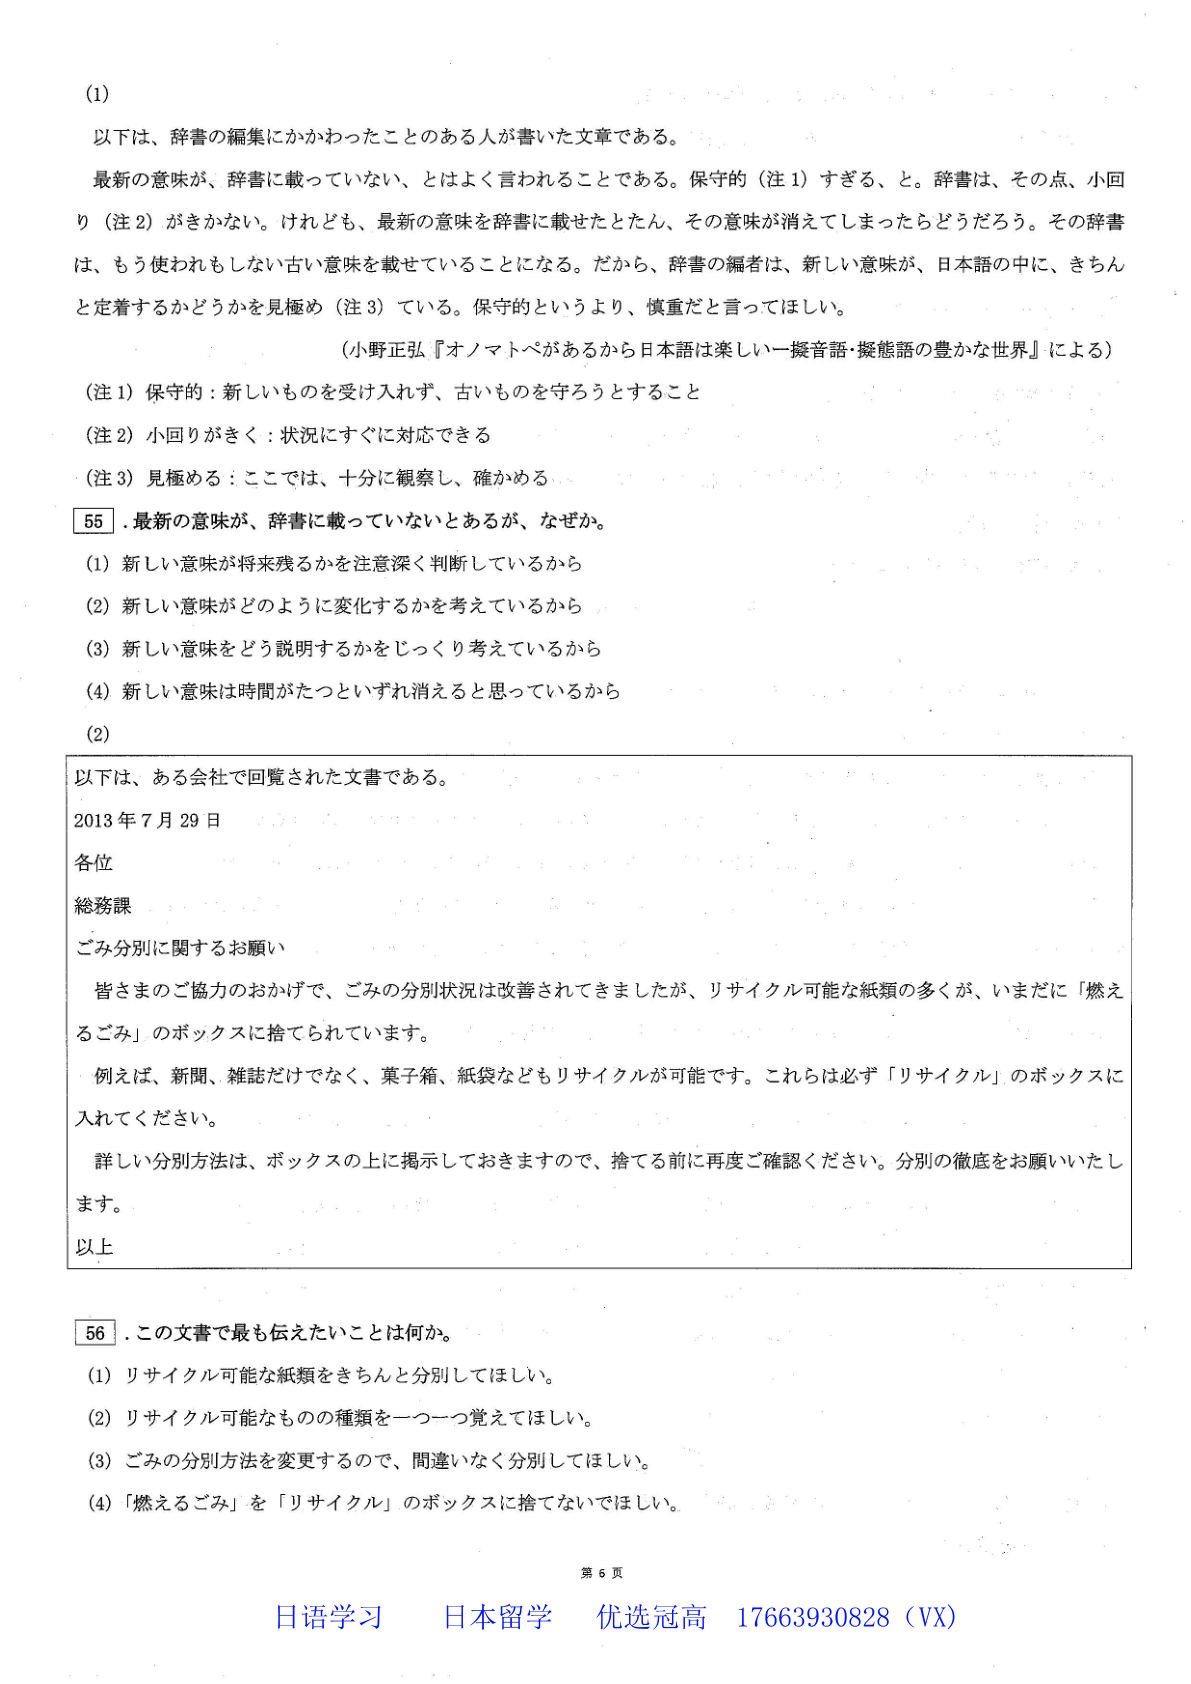 (1)
以下は、辞書の編集にかかわったことのある人が書いた文章である。
最新の意味が、辞書に載っていない、とはよく言われることである。保守的（注1）すぎる、と。辞書は、その点、小回
り（注2）がきかない。けれども、最新の意味を辞書に載せたとたん、その意味が消えてしまったらどうだろう。その辞書
は、もう使われもしない古い意味を載せていることになる。だから、辞書の編者は、新しい意味が、日本語の中に、きちん
と定着するかどうかを見極め（注3）ている。保守的というより、慎重だと言ってほしい。
（小野正弘『オノマトペがあるから日本語は楽しい一擬音語・擬態語の豊かな世界』による）
（注1）保守的：新しいものを受け入れず、古いものを守ろうとすること
（注2）小回りがきく：状況にすぐに対応できる
（注3）見極める：ここでは、十分に観察し、確かめる
55 . 最新の意味が、辞書に載っていないとあるが、なぜか。
(1) 新しい意味が将来残るかを注意深く判断しているから
(2) 新しい意味がどのように変化するかを考えているから
(3) 新しい意味をどう説明するかをじっくり考えているから
(4) 新しい意味は時間がたつといずれ消えると思っているから
(2)
以下は、ある会社で回覧された文書である。
2013年7月29日
各位
総務課
ごみ分別に関するお願い
皆さまのご協力のおかげで、ごみの分別状況は改善されてきましたが、リサイクル可能な紙類の多くが、いまだに「燃え
るごみ」のボックスに捨てられています。
例えば、新聞、雑誌だけでなく、菓子箱、紙袋などもリサイクルが可能です。これらは必ず「リサイクル」のボックスに
入れてください。
詳しい分別方法は、ボックスの上に掲示しておきますので、捨てる前に再度ご確認ください。分別の徹底をお願いいたし
ます。
以上
56 . この文書で最も伝えたいことは何か。
(1) リサイクル可能な紙類をきちんと分別してほしい。
(2) リサイクル可能なものの種類を一つ一つ覚えてほしい。
(3) ごみの分別方法を変更するので、間違いなく分別してほしい。
(4)「燃えるごみ」を「リサイクル」のボックスに捨てないでほしい。
第 6 页
日语学习 日本留学 优选冠高 17663930828（VX）